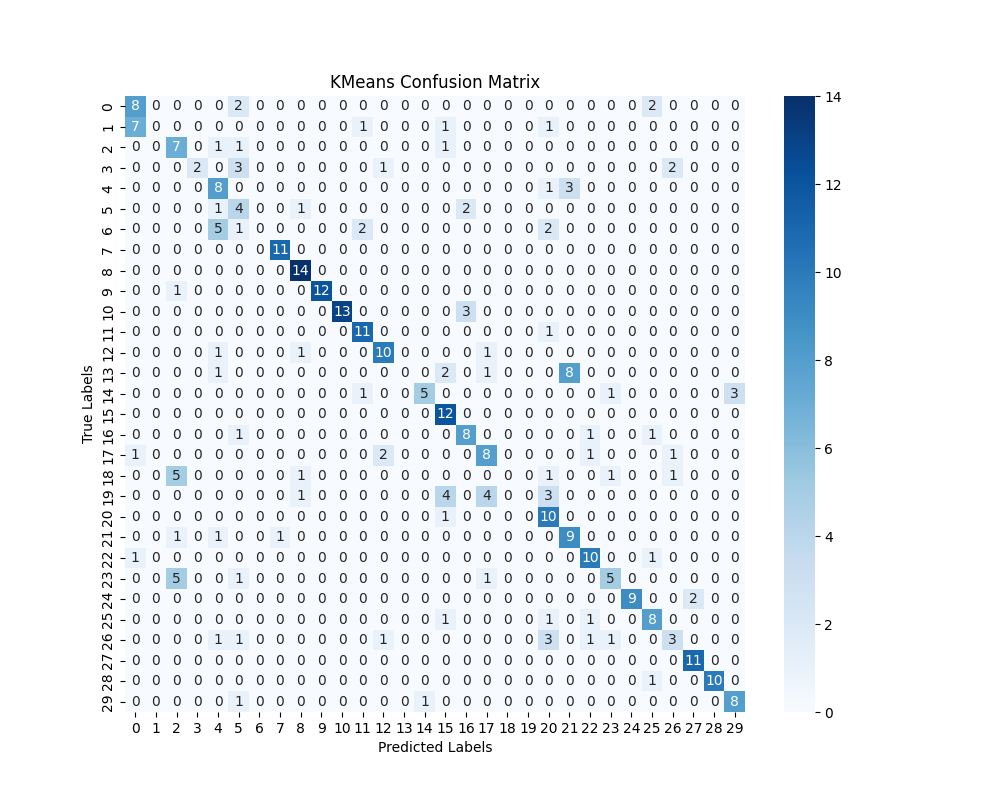 KMeans Confusion Matrix
0 8 0 0 0 0 2 0 0 0 0 0 0 0 0 0 0 0 0 0 0 0 0 0 0 0 2 0 0 0 0
1 7 0 0 0 0 0 0 0 0 0 0 1 0 0 0 1 0 0 0 0 1 0 0 0 0 0 0 0 0 0
2 0 0 7 0 1 1 0 0 0 0 0 0 0 0 0 1 0 0 0 0 0 0 0 0 0 0 0 0 0 0
3 0 0 0 2 0 3 0 0 0 0 0 0 1 0 0 0 0 0 0 0 0 0 0 0 0 0 2 0 0 0
4 0 0 0 0 8 0 0 0 0 0 0 0 0 0 0 0 0 0 0 0 1 3 0 0 0 0 0 0 0 0
5 0 0 0 0 1 4 0 0 1 0 0 0 0 0 0 0 2 0 0 0 0 0 0 0 0 0 0 0 0 0
6 0 0 0 0 5 1 0 0 0 0 0 2 0 0 0 0 0 0 0 0 2 0 0 0 0 0 0 0 0 0
7 0 0 0 0 0 0 0 11 0 0 0 0 0 0 0 0 0 0 0 0 0 0 0 0 0 0 0 0 0 0
8 0 0 0 0 0 0 0 0 14 0 0 0 0 0 0 0 0 0 0 0 0 0 0 0 0 0 0 0 0 0
9 0 0 1 0 0 0 0 0 0 12 0 0 0 0 0 0 0 0 0 0 0 0 0 0 0 0 0 0 0 0
10 0 0 0 0 0 0 0 0 0 0 13 0 0 0 0 0 3 0 0 0 0 0 0 0 0 0 0 0 0 0
11 0 0 0 0 0 0 0 0 0 0 0 11 0 0 0 0 0 0 0 0 1 0 0 0 0 0 0 0 0 0
12 0 0 0 0 1 0 0 0 1 0 0 0 10 0 0 0 0 1 0 0 0 0 0 0 0 0 0 0 0 0
13 0 0 0 0 1 0 0 0 0 0 0 0 0 0 0 2 0 1 0 0 0 8 0 0 0 0 0 0 0 0
14 0 0 0 0 0 0 0 0 0 0 0 1 0 0 5 0 0 0 0 0 0 0 0 1 0 0 0 0 0 3
15 0 0 0 0 0 0 0 0 0 0 0 0 0 0 0 12 0 0 0 0 0 0 0 0 0 0 0 0 0 0
16 0 0 0 0 0 1 0 0 0 0 0 0 0 0 0 0 8 0 0 0 0 0 1 0 0 1 0 0 0 0
17 1 0 0 0 0 0 0 0 0 0 0 0 2 0 0 0 0 8 0 0 0 0 1 0 0 0 1 0 0 0
18 0 0 5 0 0 0 0 0 1 0 0 0 0 0 0 0 0 0 0 0 1 0 0 1 0 0 1 0 0 0
19 0 0 0 0 0 0 0 0 1 0 0 0 0 0 0 4 0 4 0 0 3 0 0 0 0 0 0 0 0 0
20 0 0 0 0 0 0 0 0 0 0 0 0 0 0 0 1 0 0 0 0 10 0 0 0 0 0 0 0 0 0
21 0 0 1 0 1 0 0 1 0 0 0 0 0 0 0 0 0 0 0 0 0 9 0 0 0 0 0 0 0 0
22 1 0 0 0 0 0 0 0 0 0 0 0 0 0 0 0 0 0 0 0 0 0 10 0 0 1 0 0 0 0
23 0 0 5 0 0 1 0 0 0 0 0 0 0 0 0 0 0 1 0 0 0 0 0 5 0 0 0 0 0 0
24 0 0 0 0 0 0 0 0 0 0 0 0 0 0 0 0 0 0 0 0 0 0 0 0 9 0 0 2 0 0
25 0 0 0 0 0 0 0 0 0 0 0 0 0 0 0 1 0 0 0 0 1 0 1 0 0 8 0 0 0 0
26 0 0 0 0 1 1 0 0 0 0 0 0 1 0 0 0 0 0 0 0 3 0 1 1 0 0 3 0 0 0
27 0 0 0 0 0 0 0 0 0 0 0 0 0 0 0 0 0 0 0 0 0 0 0 0 0 0 0 11 0 0
28 0 0 0 0 0 0 0 0 0 0 0 0 0 0 0 0 0 0 0 0 0 0 0 0 0 1 0 0 10 0
29 0 0 0 0 0 1 0 0 0 0 0 0 0 0 1 0 0 0 0 0 0 0 0 0 0 0 0 0 0 8
0 1 2 3 4 5 6 7 8 9 10 11 12 13 14 15 16 17 18 19 20 21 22 23 24 25 26 27 28 29
Predicted Labels
True Labels
14
12
10
8
6
4
2
0